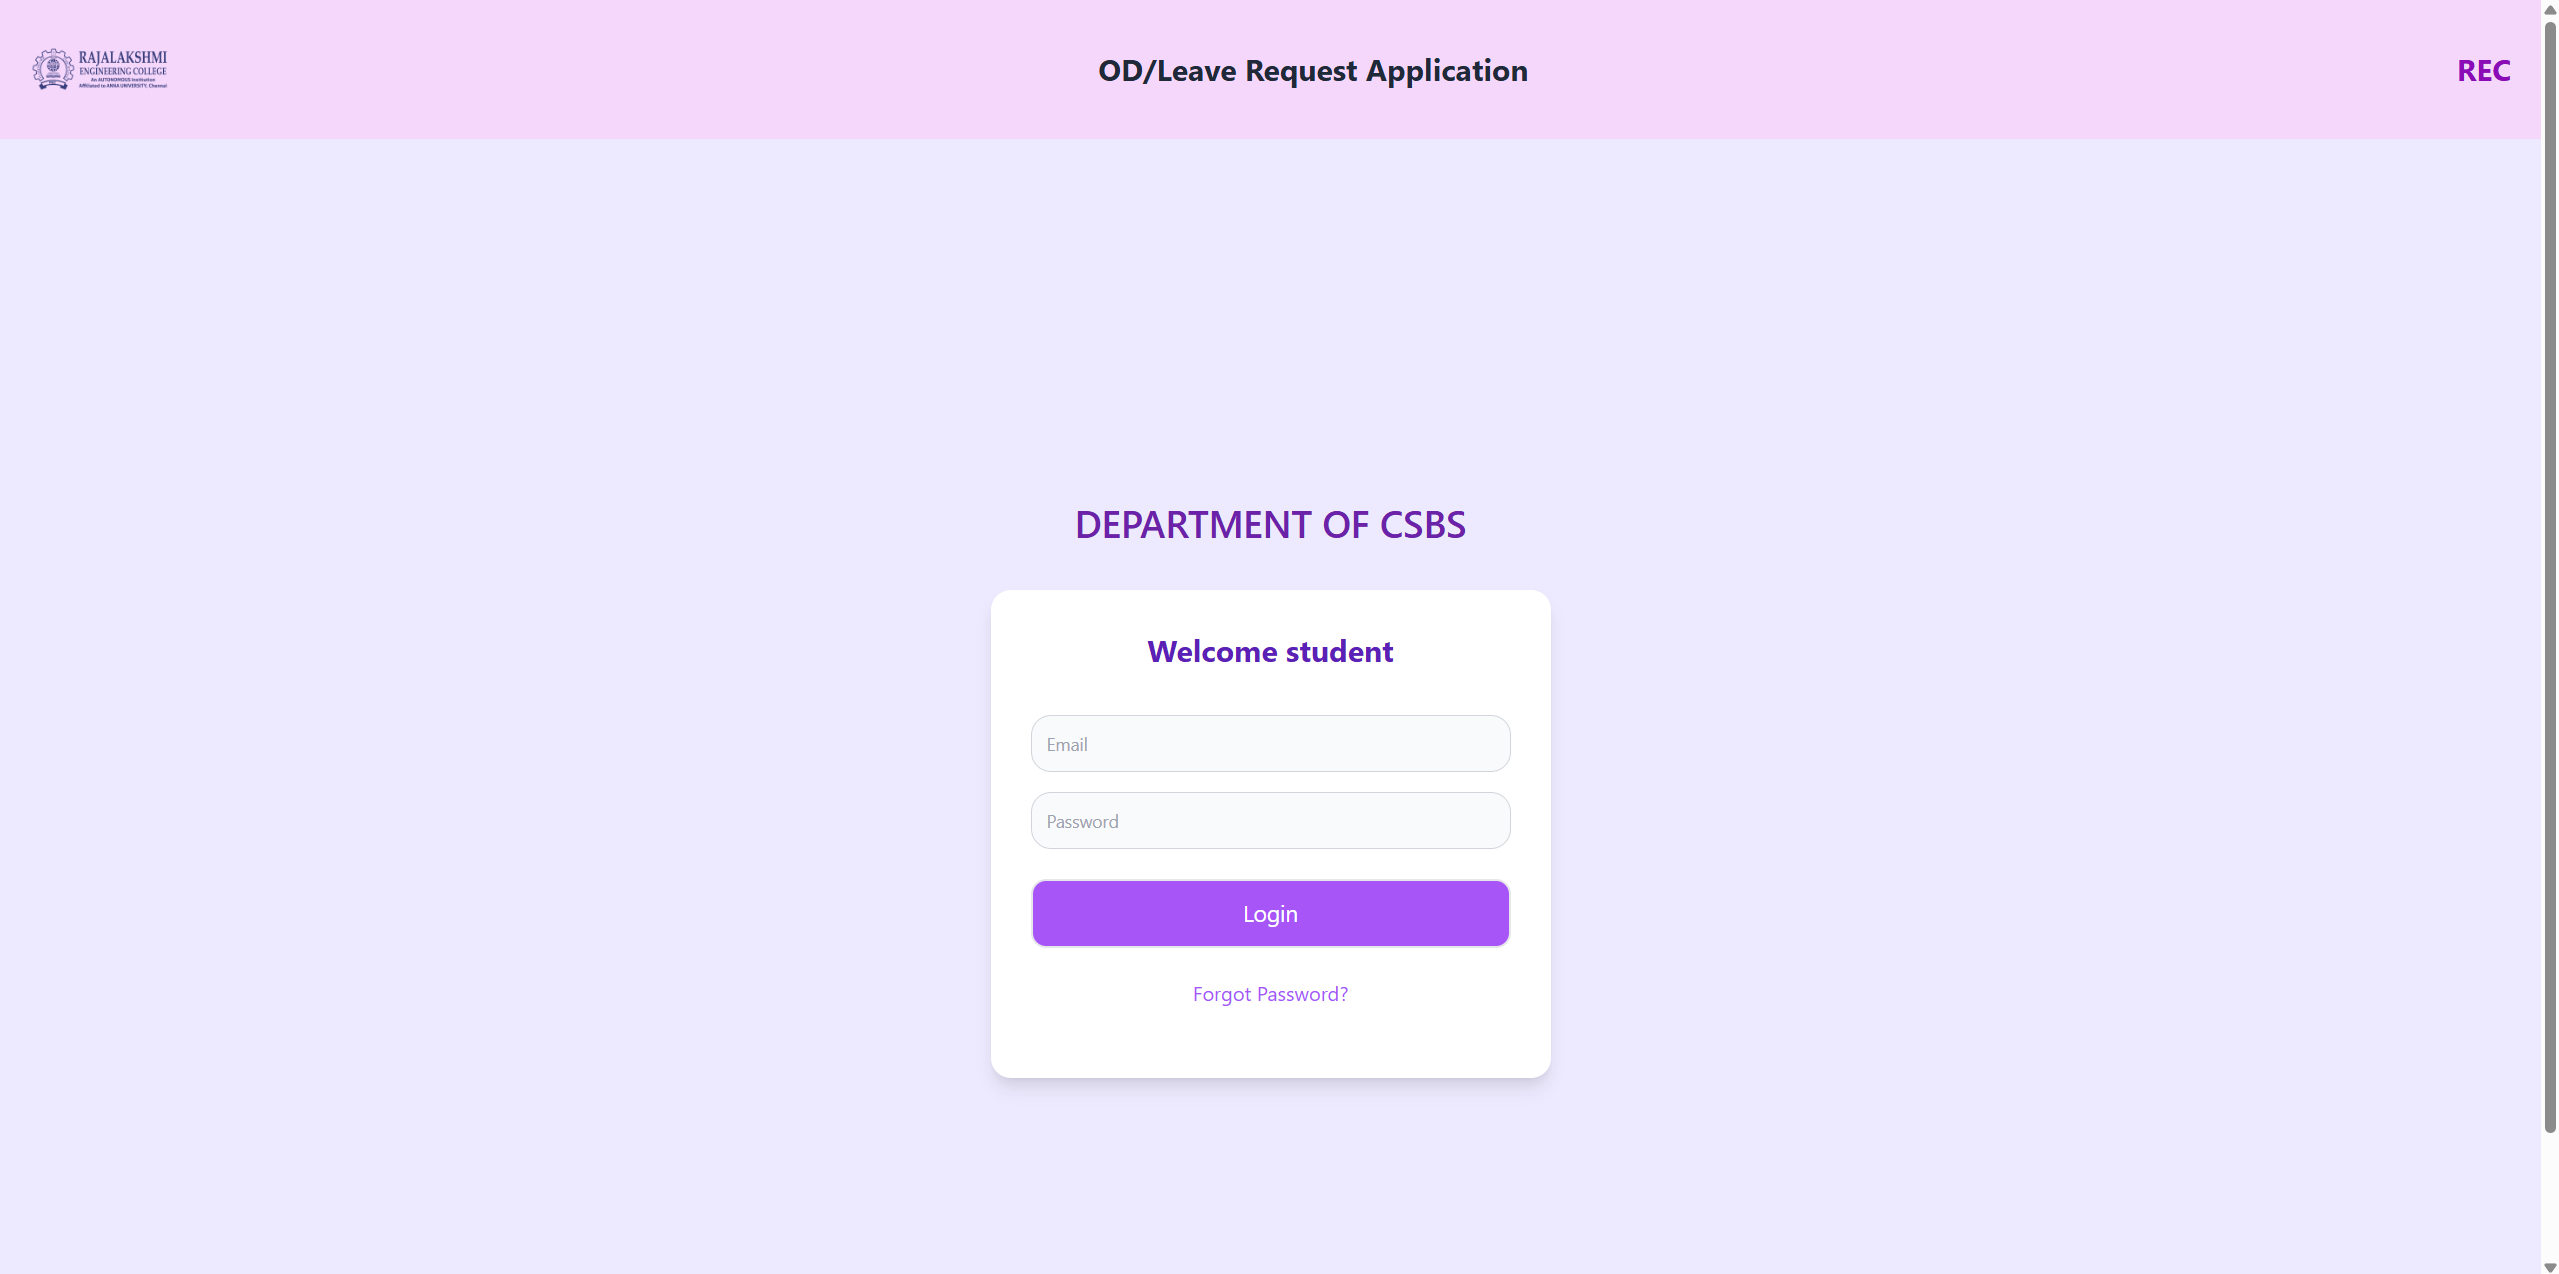 RAJALAKSHMI
ENGINEERING COLLEGE
An AUTONOMOUS Institution
Affiliated to ANNA UNIVERSITY, Chennai
OD/Leave Request Application
REC
DEPARTMENT OF CSBS
Welcome student
Email
Password
Login
Forgot Password?